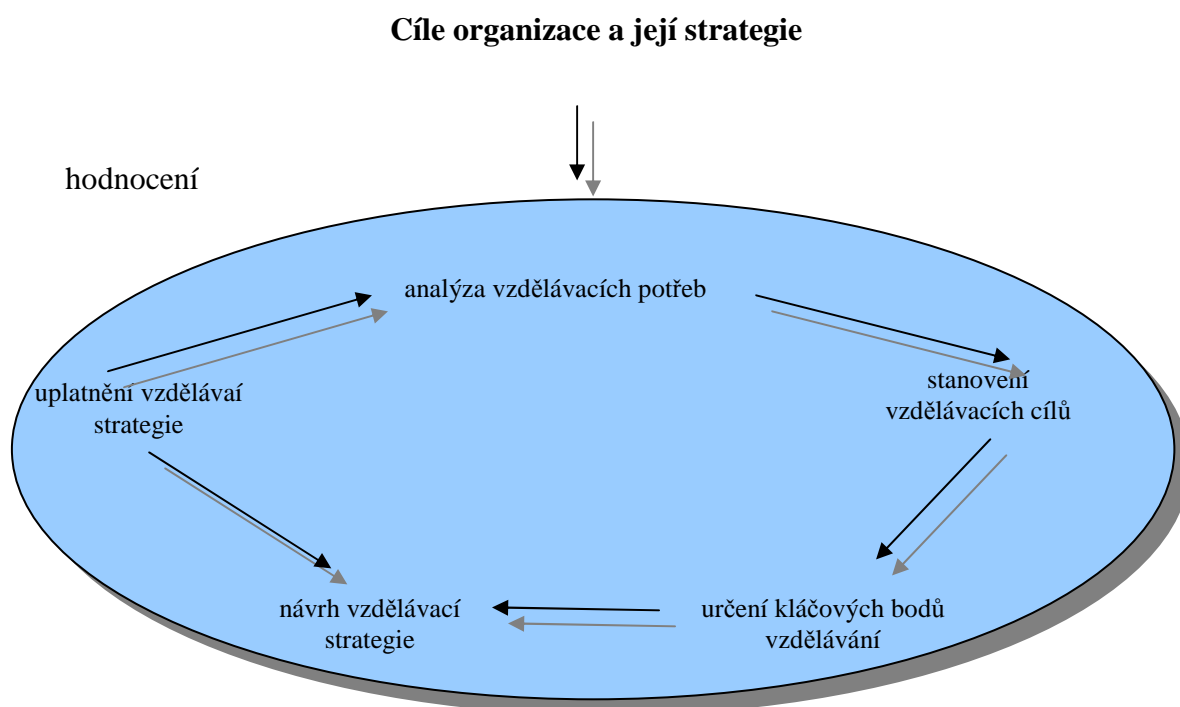 Cíle organizace a její strategie
hodnocení
analýza vzdělávacích potřeb
uplatnění vzdělávaí
strategie
stanovení
vzdělávacích cílů
návrh vzdělávací
strategie
určení kláčových bodů
vzdělávání